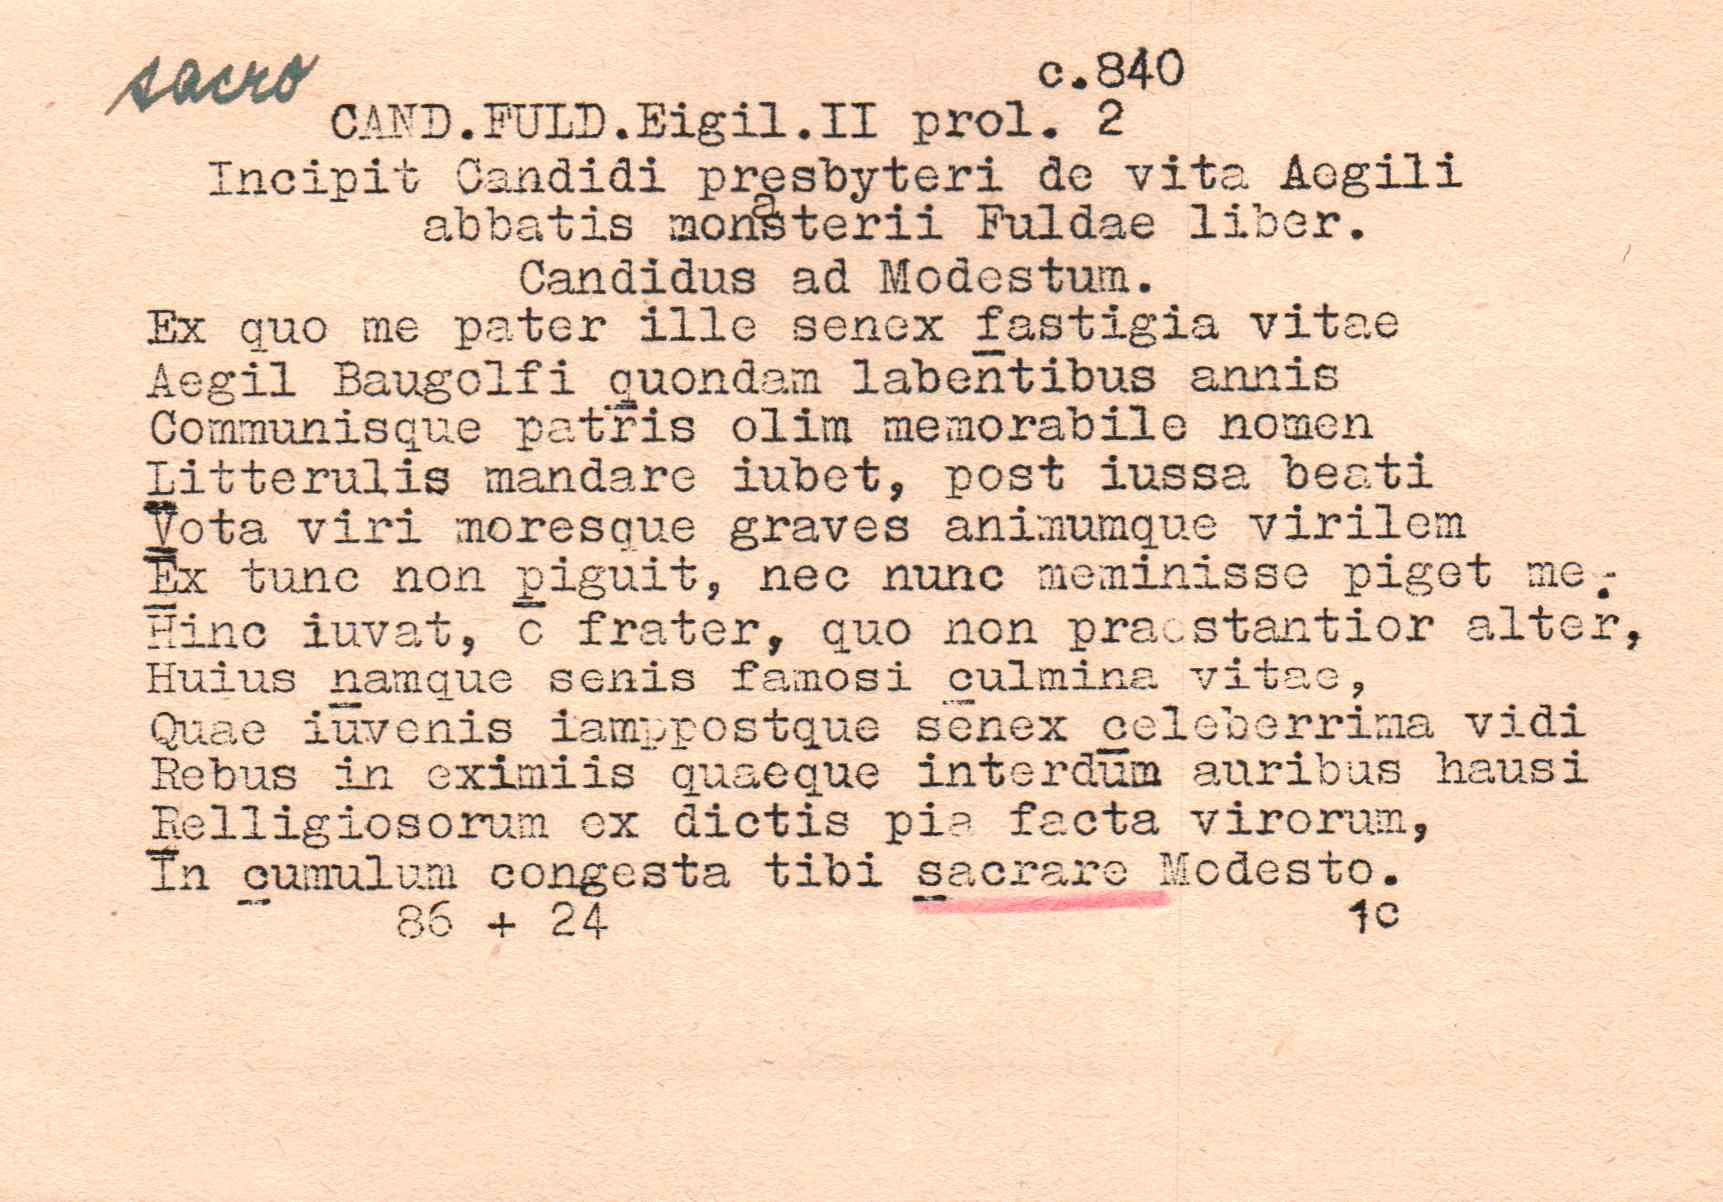 sacro
c.840
CAND.FULD.Eigil.II prol. 2
Incipit Candidi presbyteri de vita Aegili
abbatis monasterii Fuldae liber.
Candidus ad Modestum.
Ex quo me pater ille senex fastigia vitae
Aegil Baugolfi quondam labentibus annis
Communisque patris olim memorabile nomen
Litterulis mandare iubet, post iussa beati
Vota viri moresque graves animumque virilem
Ex tunc non piguit, nec nunc meminisse piget me.
Hinc iuvat, o frater, quo non praestantior alter,
Huius namque senis famosi culmina vitae,
Quae iuvenis iamppostque senex celeberrima vidi
Rebus in eximiis quaeque interdum auribus hausi
Relligiosorum ex dictis pia facta virorum,
In cumulum congesta tibi sacrare Modesto.
86 + 24 1c